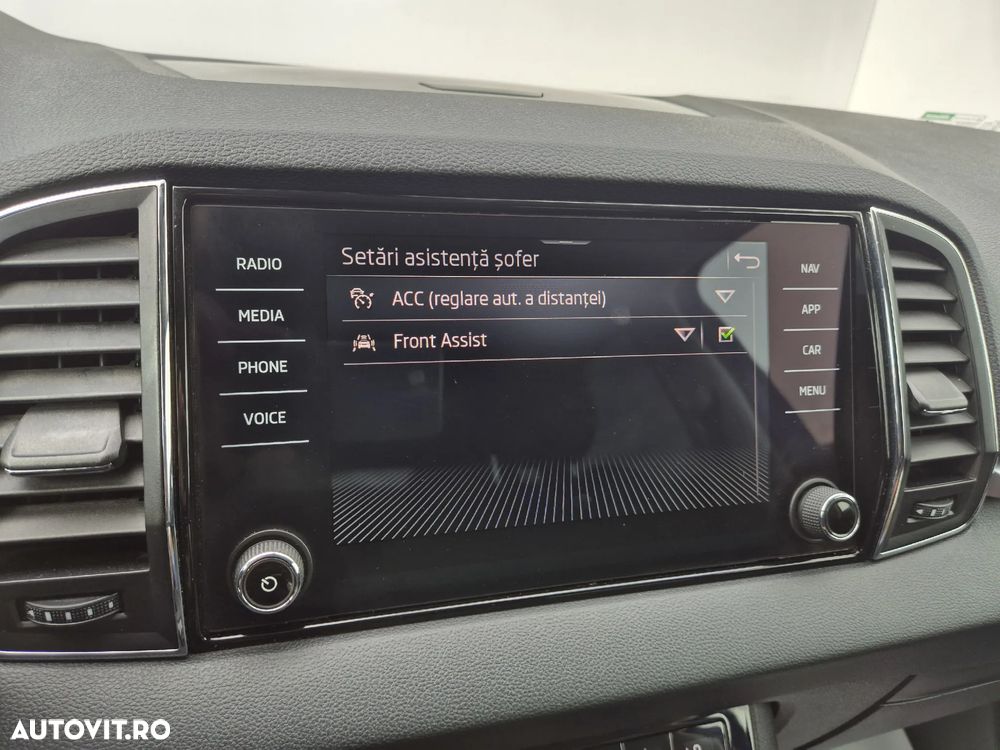 RADIO
MEDIA
PHONE
VOICE
Setări asistență șofer
ACC (reglare aut. a distanței)
Front Assist
NAV
APP
CAR
MENU
AUTOVIT.RO